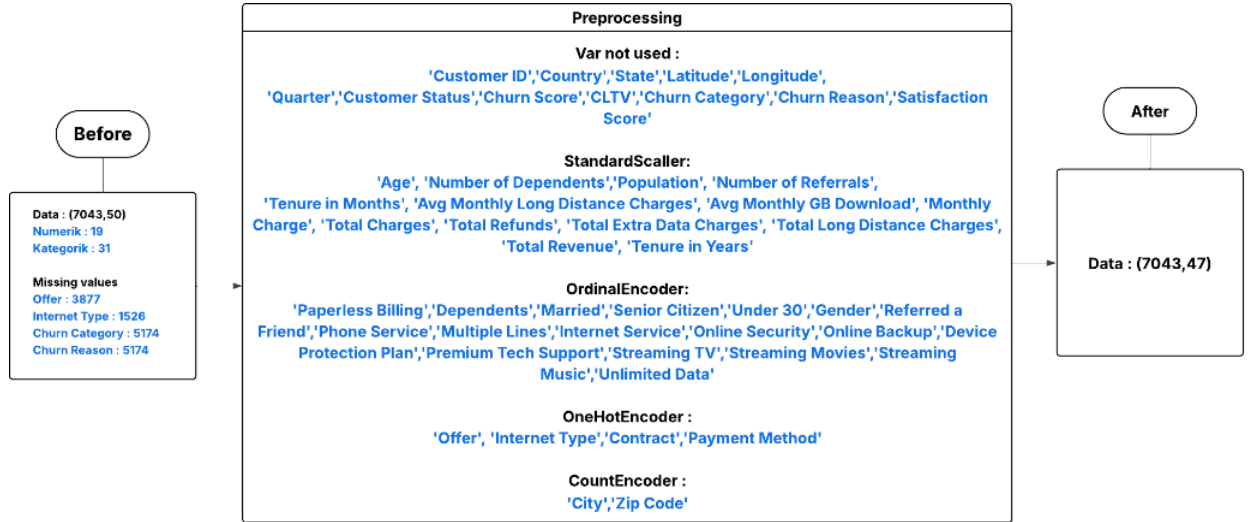 Preprocessing
Before
Data : (7043,50)
Numerik : 19
Kategorik : 31
Missing values
Offer : 3877
Internet Type : 1526
Churn Category : 5174
Churn Reason : 5174
Var not used :
'Customer ID','Country','State','Latitude','Longitude',
'Quarter','Customer Status','Churn Score','CLTV','Churn Category','Churn Reason','Satisfaction
Score'
StandardScaller:
'Age', 'Number of Dependents','Population', 'Number of Referrals',
'Tenure in Months', 'Avg Monthly Long Distance Charges', 'Avg Monthly GB Download', 'Monthly
Charge', 'Total Charges', 'Total Refunds', 'Total Extra Data Charges', 'Total Long Distance Charges',
'Total Revenue', 'Tenure in Years'
OrdinalEncoder:
'Paperless Billing','Dependents','Married','Senior Citizen','Under 30','Gender','Referred a
Friend','Phone Service','Multiple Lines','Internet Service','Online Security','Online Backup','Device
Protection Plan','Premium Tech Support','Streaming TV','Streaming Movies','Streaming
Music','Unlimited Data'
OneHotEncoder :
'Offer', 'Internet Type','Contract','Payment Method'
CountEncoder :
'City','Zip Code'
After
Data : (7043,47)